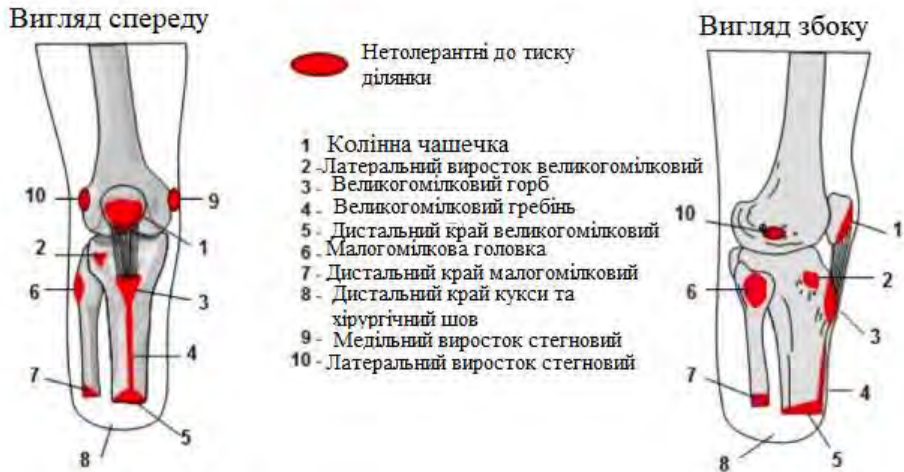 Вигляд спереду
Нетолерантні до тиску
ділянки
Вигляд збоку
1 Колінна чашечка
2 - Латеральний виросток великогомілковий
3 - Великогомілковий горб
4 - Великогомілковий гребінь
5 - Дистальний край великогомілковий
6 - Малогомілкова головка
7 - Дистальний край малогомілковий
8 - Дистальний край кукси та
хірургічний шов
9 - Медільний виросток стегновий
10 - Латеральний виросток стегновий
10
9
2
1
6
3
4
7
5
8
10
1
6
2
3
7
4
8
5